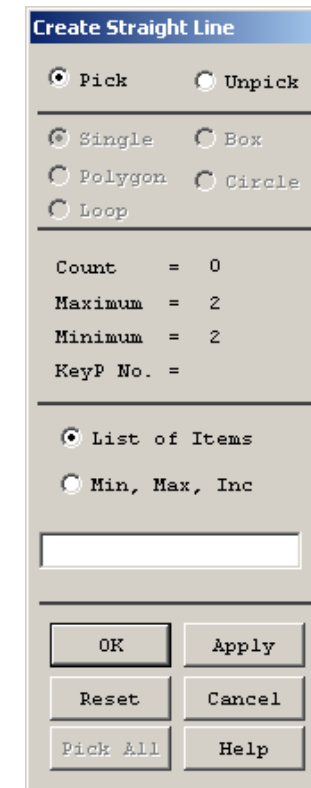 Create Straight Line
Pick Unpick
Single Box
Polygon Circle
Loop
Count = 0
Maximum = 2
Minimum = 2
KeyP No. =
List of Items
Min, Max, Inc
OK Apply
Reset Cancel
Pick All Help